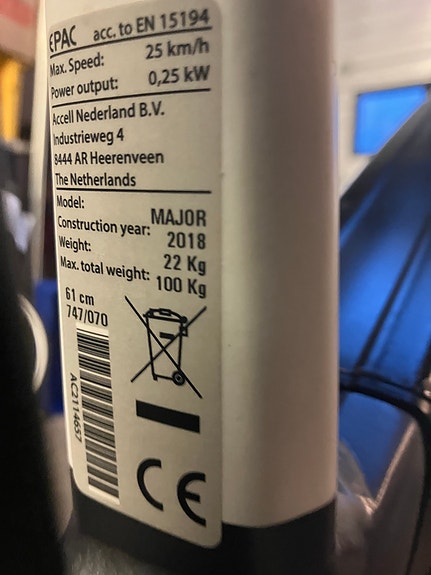 EPAC acc. to EN 15194
Max. Speed: 25 km/h
Power output: 0,25 kW
Accell Nederland B.V.
Industrieweg 4
8444 AR Heerenveen
The Netherlands
Model: MAJOR
Construction year: 2018
Weight: 22 Kg
Max. total weight: 100 Kg
61 cm
747/070
AC2114657
CE